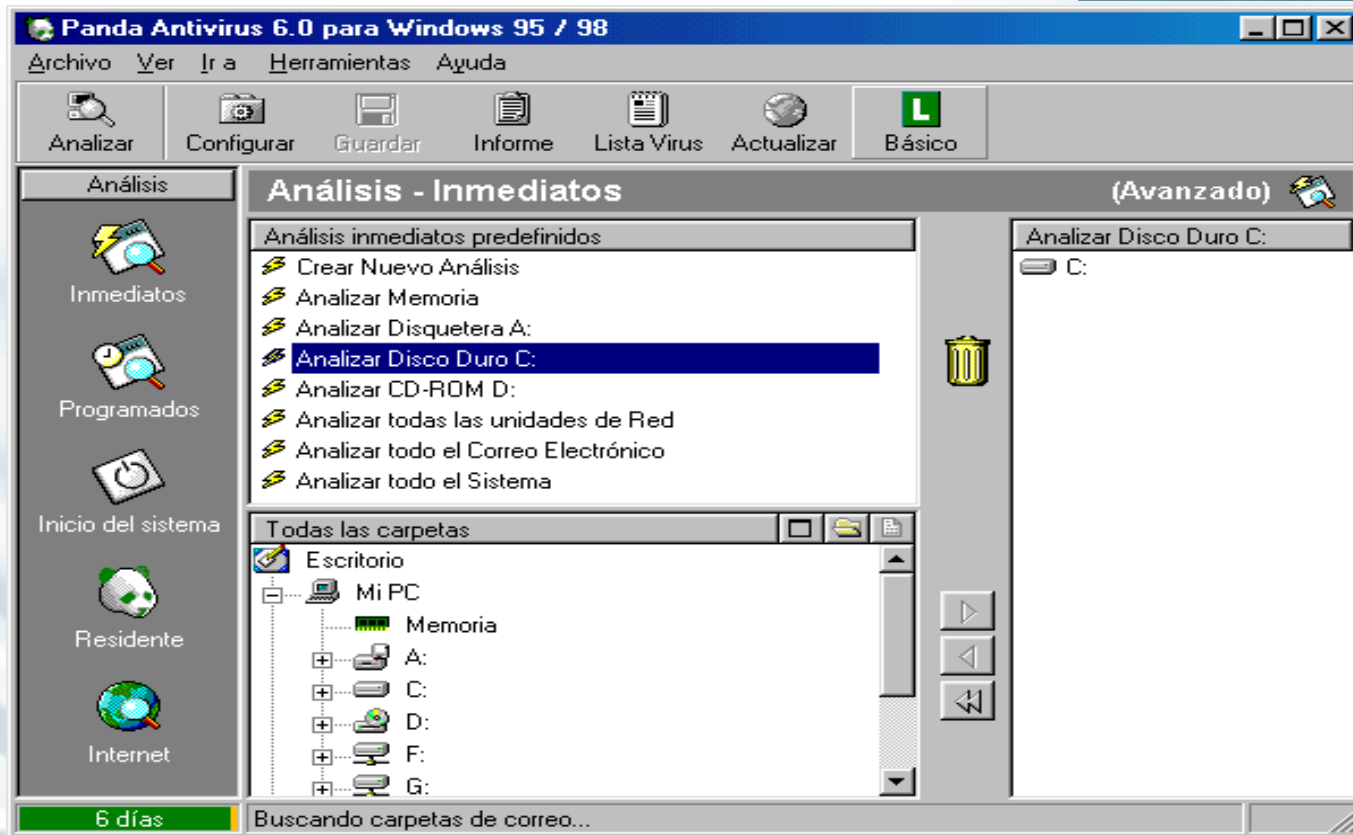 Panda Antivirus 6.0 para Windows 95 / 98
Archivo Ver Ir a Herramientas Ayuda
Analizar Configurar Guardar Informe Lista Virus Actualizar L Básico
Análisis
Inmediatos
Programados
Inicio del sistema
Residente
Internet
Análisis - Inmediatos (Avanzado)
Análisis inmediatos predefinidos
Crear Nuevo Análisis
Analizar Memoria
Analizar Disquetera A:
Analizar Disco Duro C:
Analizar CD-ROM D:
Analizar todas las unidades de Red
Analizar todo el Correo Electrónico
Analizar todo el Sistema
Todas las carpetas
Escritorio
Mi PC
Memoria
A:
C:
D:
F:
G:
Analizar Disco Duro C:
C:
6 días Buscando carpetas de correo...